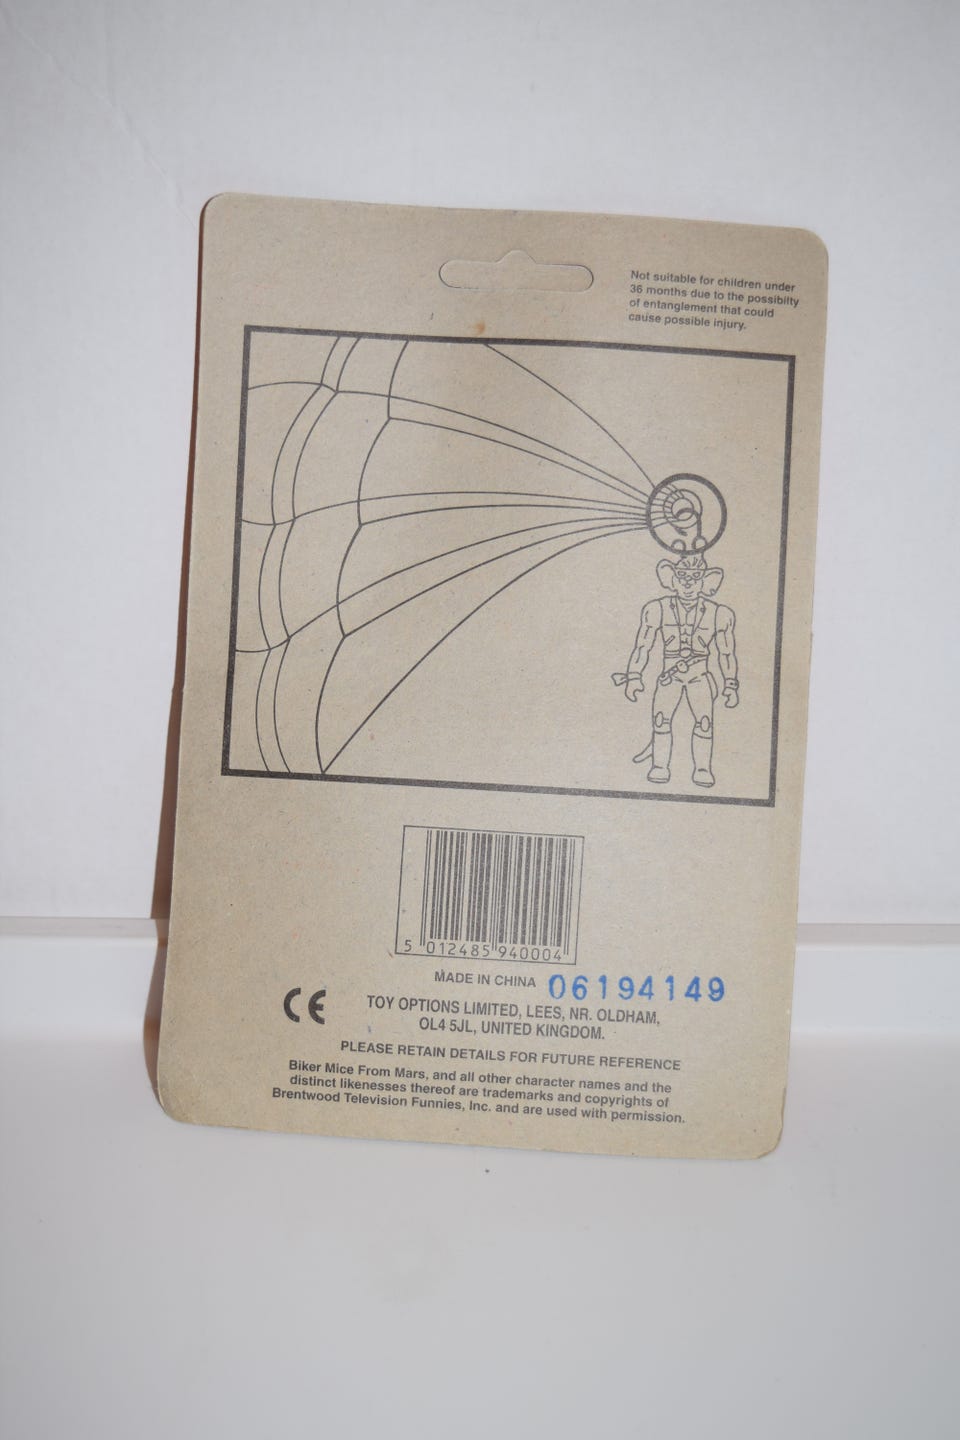 Not suitable for children under
36 months due to the possibilty
of entanglement that could
cause possible injury.
5 012485 940004
MADE IN CHINA 06194149
CE
TOY OPTIONS LIMITED, LEES, NR. OLDHAM,
OL4 5JL, UNITED KINGDOM.
PLEASE RETAIN DETAILS FOR FUTURE REFERENCE
Biker Mice From Mars, and all other character names and the
distinct likenesses thereof are trademarks and copyrights of
Brentwood Television Funnies, Inc. and are used with permission.